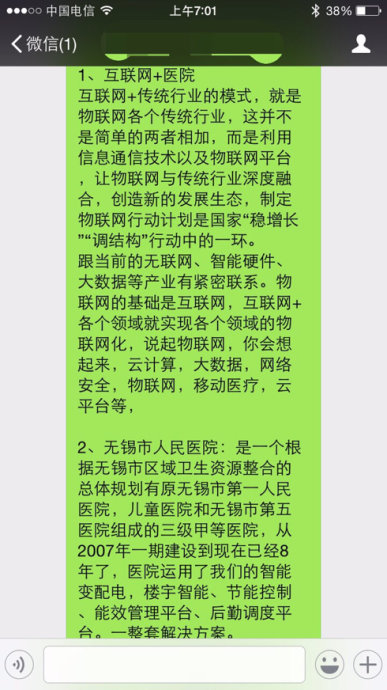 中国电信
上午7:01
38%
微信(1)
1、互联网+医院
互联网+传统行业的模式，就是
物联网各个传统行业，这并不
是简单的两者相加，而是利用
信息通信技术以及物联网平台
，让物联网与传统行业深度融
合，创造新的发展生态，制定
物联网行动计划是国家“稳增长
”“调结构”行动中的一环。
跟当前的无联网、智能硬件、
大数据等产业有紧密联系。物
联网的基础是互联网，互联网+
各个领域就实现各个领域的物
联网化，说起物联网，你会想
起来，云计算，大数据，网络
安全，物联网，移动医疗，云
平台等，
2、无锡市人民医院：是一个根
据无锡市区域卫生资源整合的
总体规划有原无锡市第一人民
医院，儿童医院和无锡市第五
医院组成的三级甲等医院，从
2007年一期建设到现在已经8
年了，医院运用了我们的智能
变配电，楼宇智能、节能控制
、能效管理平台、后勤调度平
台。一整套解决方案。